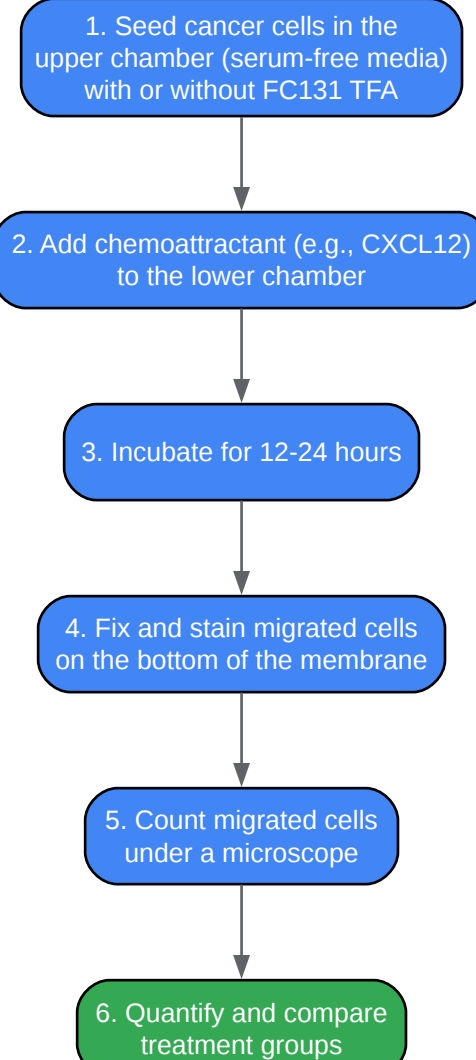 1. Seed cancer cells in the
upper chamber (serum-free media)
with or without FC131 TFA
2. Add chemoattractant (e.g., CXCL12)
to the lower chamber
3. Incubate for 12-24 hours
4. Fix and stain migrated cells
on the bottom of the membrane
5. Count migrated cells
under a microscope
6. Quantify and compare
treatment groups